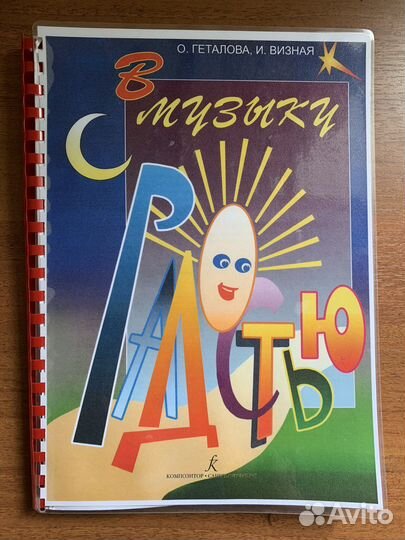 О. ГЕТАЛОВА, И. ВИЗНАЯ
В
МУЗЫКУ
С
РАДОСТЬЮ
КОМПОЗИТОР • САНКТ-ПЕТЕРБУРГ
Avito